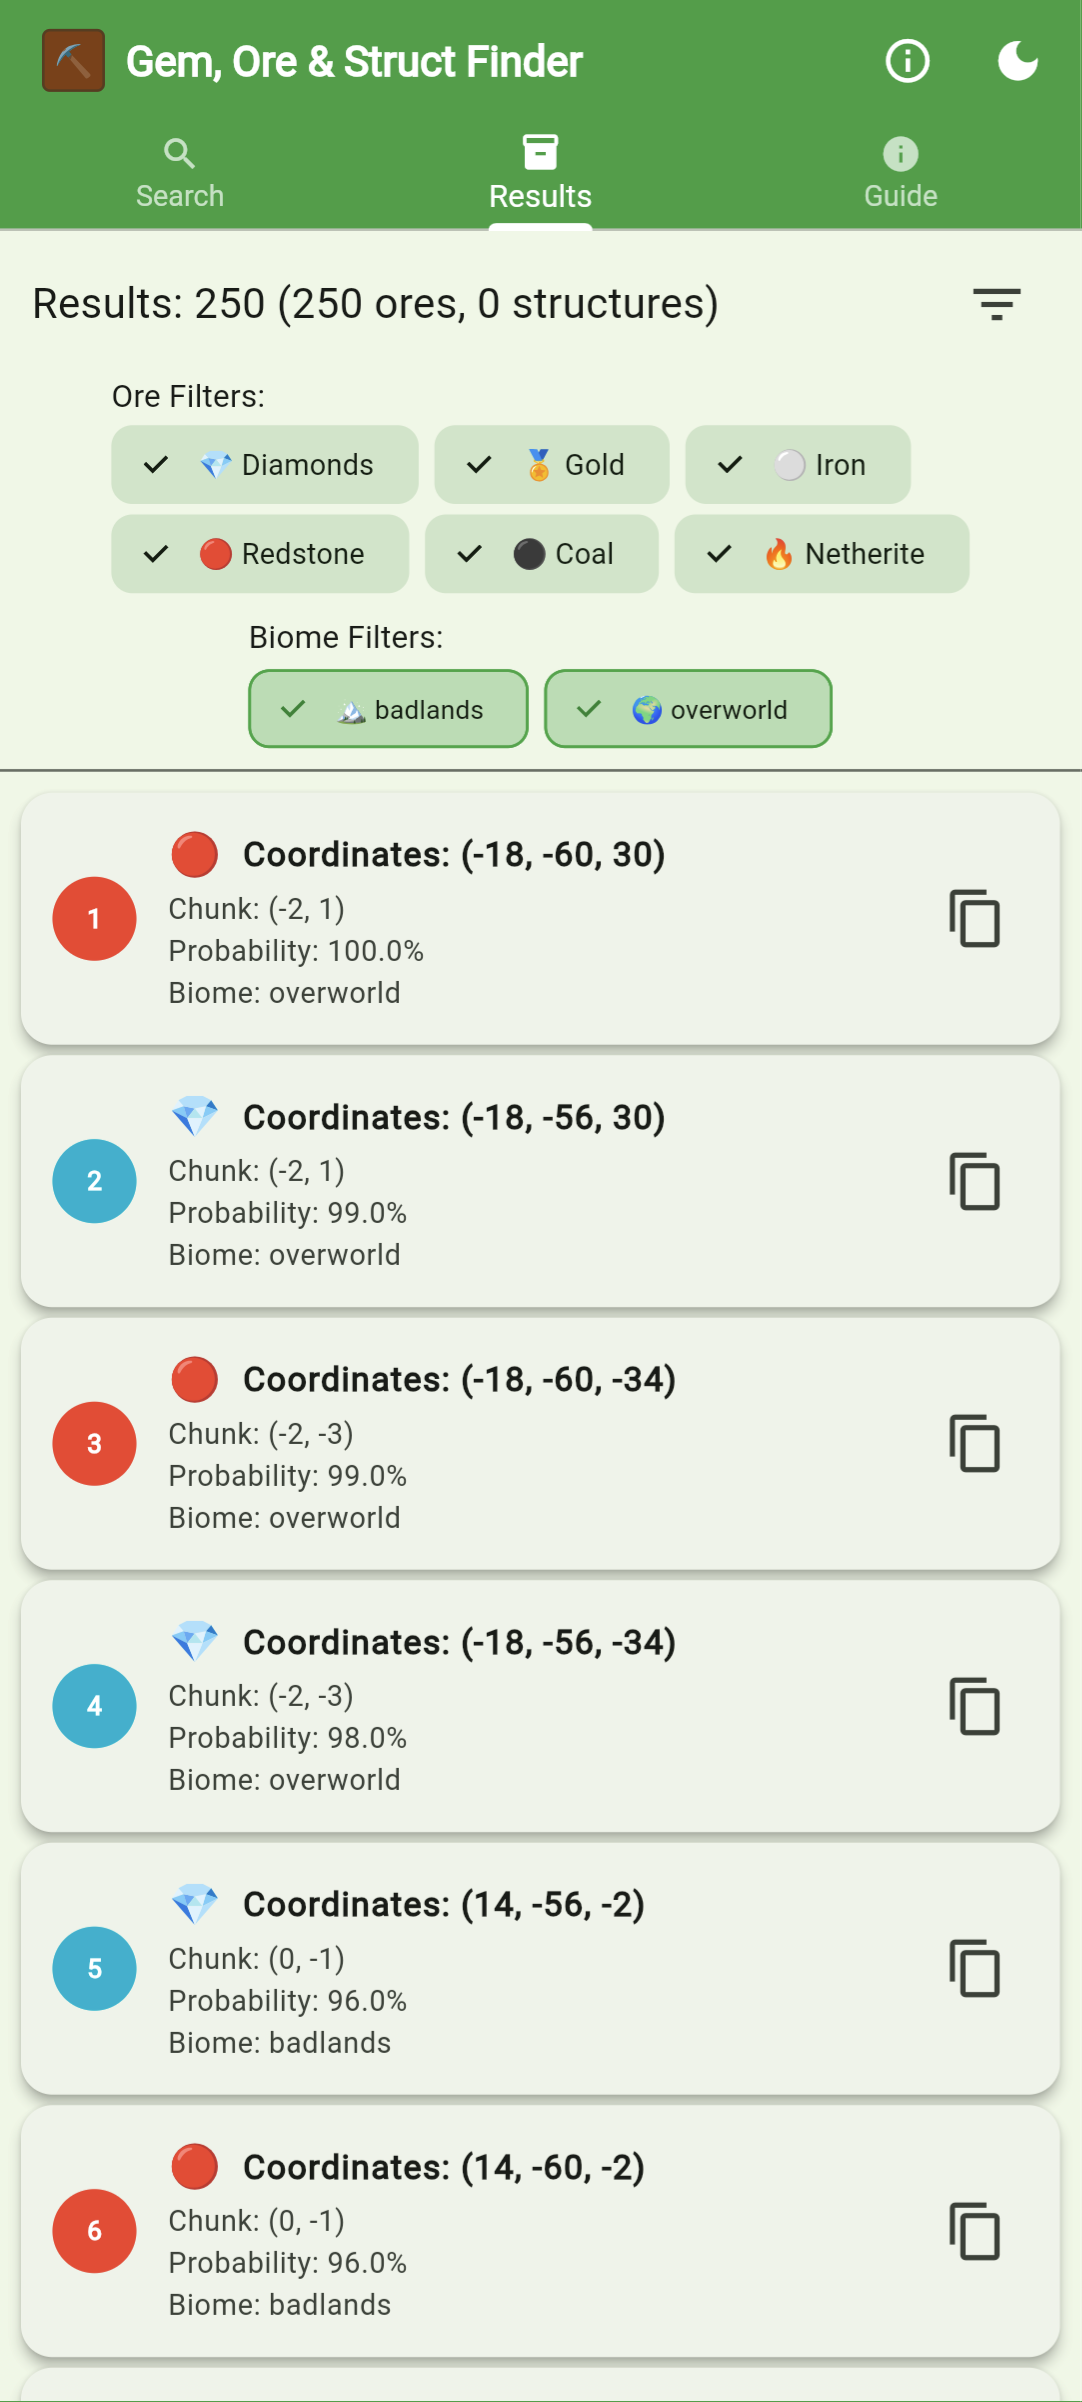 Gem, Ore & Struct Finder
Search
Results
Guide
Results: 250 (250 ores, 0 structures)
Ore Filters:
Diamonds
Gold
Iron
Redstone
Coal
Netherite
Biome Filters:
badlands
overworld
1
Coordinates: (-18, -60, 30)
Chunk: (-2, 1)
Probability: 100.0%
Biome: overworld
2
Coordinates: (-18, -56, 30)
Chunk: (-2, 1)
Probability: 99.0%
Biome: overworld
3
Coordinates: (-18, -60, -34)
Chunk: (-2, -3)
Probability: 99.0%
Biome: overworld
4
Coordinates: (-18, -56, -34)
Chunk: (-2, -3)
Probability: 98.0%
Biome: overworld
5
Coordinates: (14, -56, -2)
Chunk: (0, -1)
Probability: 96.0%
Biome: badlands
6
Coordinates: (14, -60, -2)
Chunk: (0, -1)
Probability: 96.0%
Biome: badlands